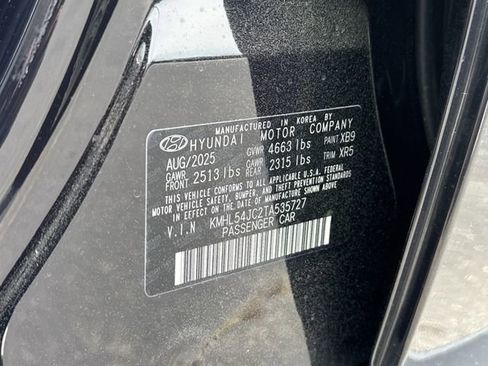 MANUFACTURED IN KOREA BY
HYUNDAI MOTOR COMPANY
AUG/2025 GVWR 4663 lbs PAINT XB9
GAWR FRONT 2513 lbs GAWR REAR 2315 lbs TRIM XR5
THIS VEHICLE CONFORMS TO ALL APPLICABLE U.S.A. FEDERAL
MOTOR VEHICLE SAFETY, BUMPER, AND THEFT PREVENTION
STANDARDS IN EFFECT ON THE DATE OF MANUFACTURE SHOWN ABOVE.
V.I.N KMHL54JC2TA535727
PASSENGER CAR